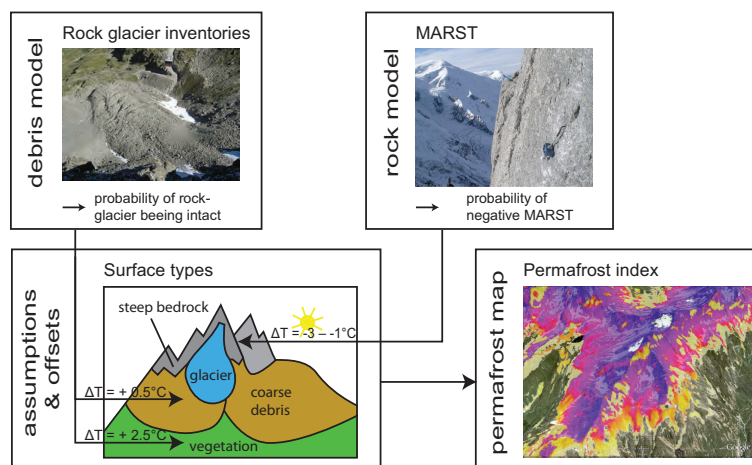 debris model
Rock glacier inventories
probability of rock-
glacier beeing intact
rock model
MARST
probability of
negative MARST
assumptions
& offsets
Surface types
steep bedrock
ΔT = -3 – -1°C
glacier
ΔT = + 0.5°C
coarse
debris
ΔT = + 2.5°C
vegetation
permafrost map
Permafrost index
Google